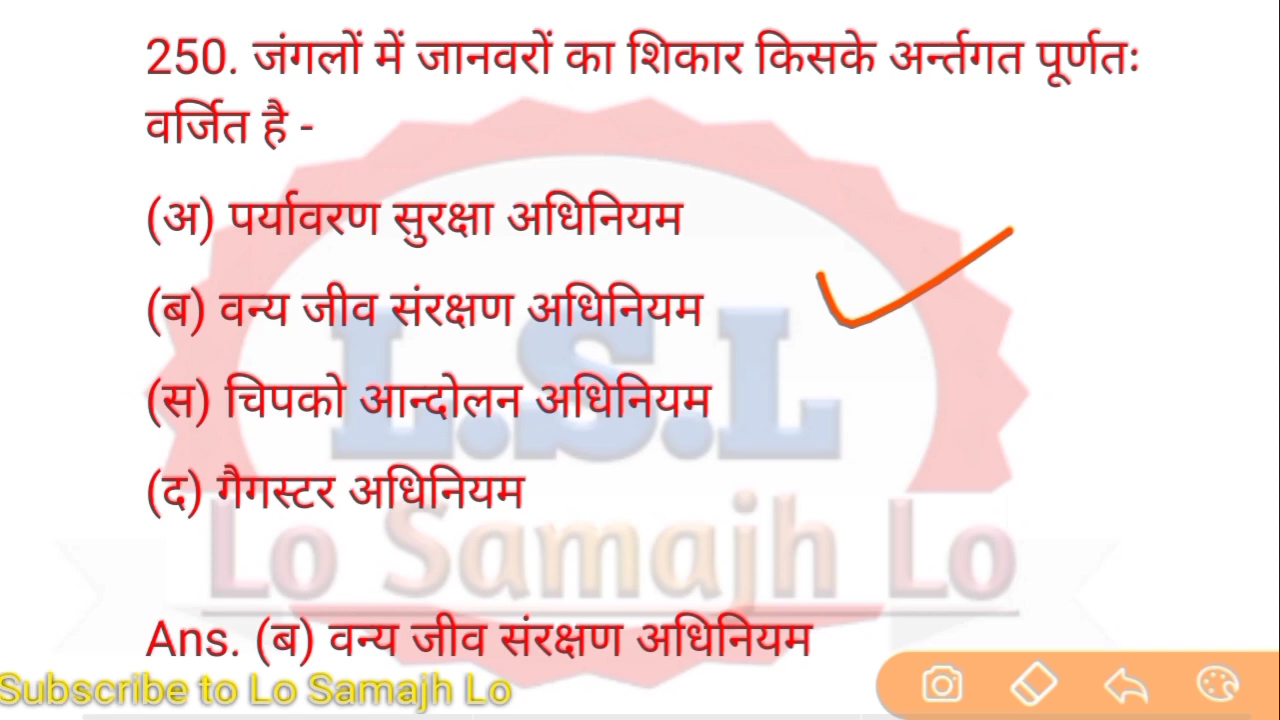 250. जंगलों में जानवरों का शिकार किसके अर्न्तगत पूर्णतः
वर्जित है -
(अ) पर्यावरण सुरक्षा अधिनियम
(ब) वन्य जीव संरक्षण अधिनियम
(स) चिपको आन्दोलन अधिनियम
(द) गैगस्टर अधिनियम
L.S.L
Lo Samajh Lo
Ans. (ब) वन्य जीव संरक्षण अधिनियम
Subscribe to Lo Samajh Lo